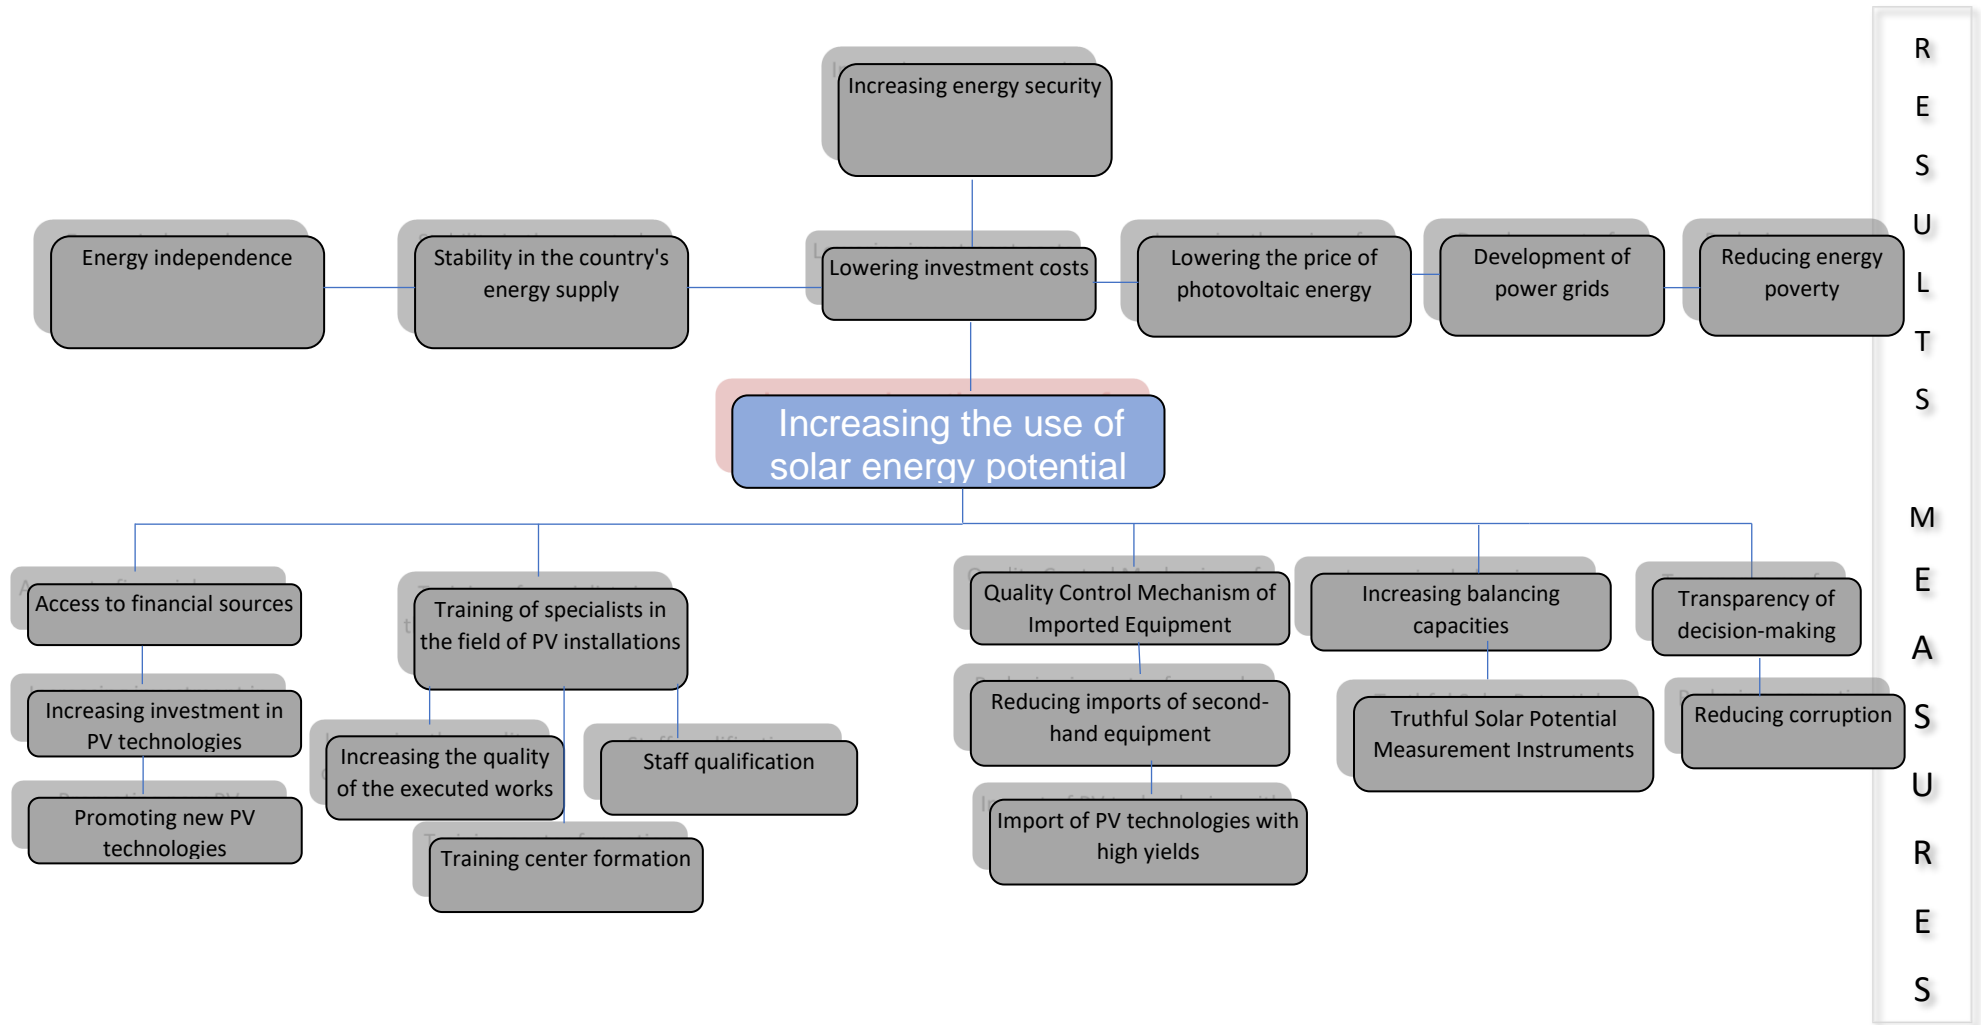 Increasing energy security
Energy independence
Stability in the country's
energy supply
Lowering investment costs
Lowering the price of
photovoltaic energy
Development of
power grids
Reducing energy
poverty
Increasing the use of
solar energy potential
Access to financial sources
Increasing investment in
PV technologies
Promoting new PV
technologies
Training of specialists in
the field of PV installations
Increasing the quality
of the executed works
Staff qualification
Training center formation
Quality Control Mechanism of
Imported Equipment
Reducing imports of second-
hand equipment
Import of PV technologies with
high yields
Increasing balancing
capacities
Truthful Solar Potential
Measurement Instruments
Transparency of
decision-making
Reducing corruption
R
E
S
U
L
T
S
M
E
A
S
U
R
E
S